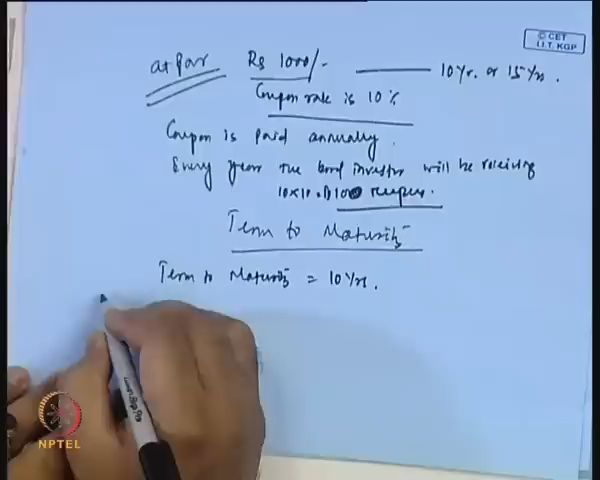 © CET
I.I.T. KGP
at Par Rs 1000/- 10 Yr. or 15 Yrs.
Coupon rate is 10%
Coupon is Paid annually.
Every year the bond investor will be receiving
10 x 10 100 rupees.
Term to Maturity
Term to Maturity = 10 Yrs.
NPTEL